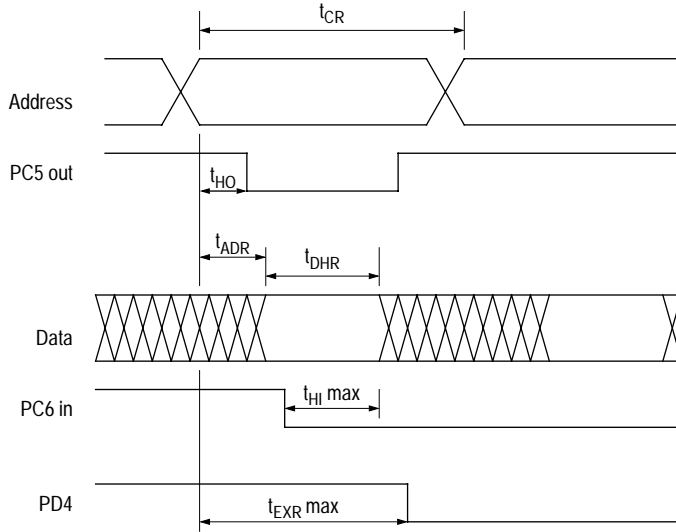 tCR
Address
PC5 out
tHO
tADR
tDHR
Data
PC6 in
tHI max
PD4
tEXR max